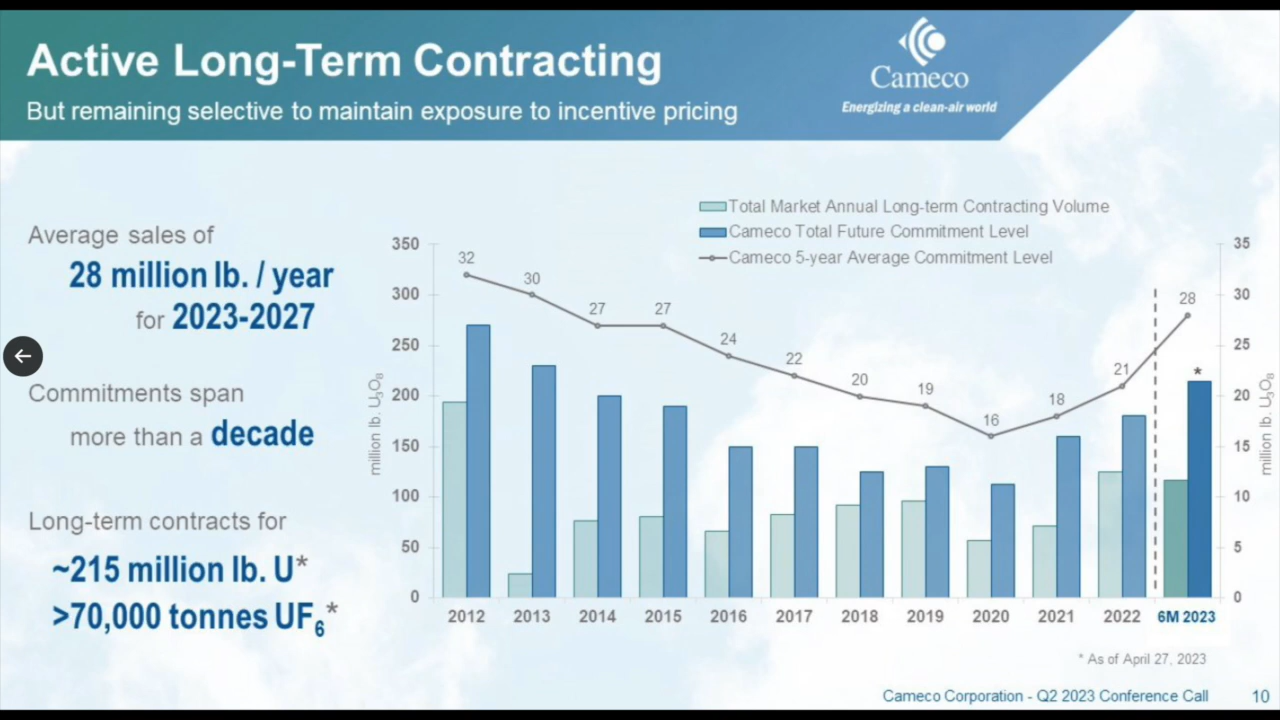 Active Long-Term Contracting
But remaining selective to maintain exposure to incentive pricing
Cameco
Energizing a clean-air world
Average sales of
28 million lb. / year
for 2023-2027
Commitments span
more than a decade
Long-term contracts for
~215 million lb. U*
>70,000 tonnes UF6*
Total Market Annual Long-term Contracting Volume
Cameco Total Future Commitment Level
Cameco 5-year Average Commitment Level
350
300
250
200
150
100
50
0
million lb. U3O8
32
30
27
27
24
22
20
19
16
18
21
28
*
35
30
25
20
15
10
5
0
million lb. U3O8
2012 2013 2014 2015 2016 2017 2018 2019 2020 2021 2022 6M 2023
* As of April 27, 2023
Cameco Corporation - Q2 2023 Conference Call 10